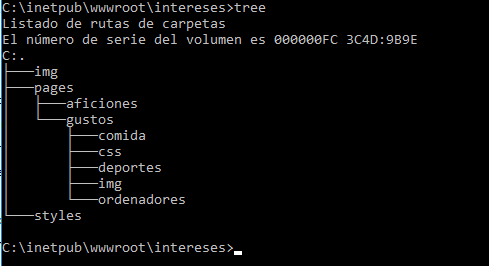 C:\inetpub\wwwroot\intereses>tree
Listado de rutas de carpetas
El número de serie del volumen es 000000FC 3C4D:9B9E
C:.
├───img
├───pages
│   ├───aficiones
│   └───gustos
│       ├───comida
│       ├───css
│       ├───deportes
│       ├───img
│       └───ordenadores
└───styles
C:\inetpub\wwwroot\intereses>